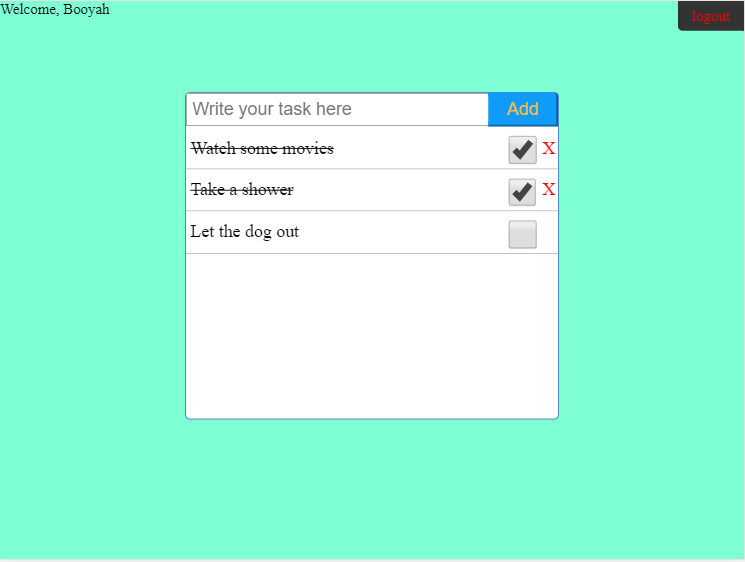 Welcome, Booyah
logout
Write your task here
Add
Watch some movies
X
Take a shower
X
Let the dog out